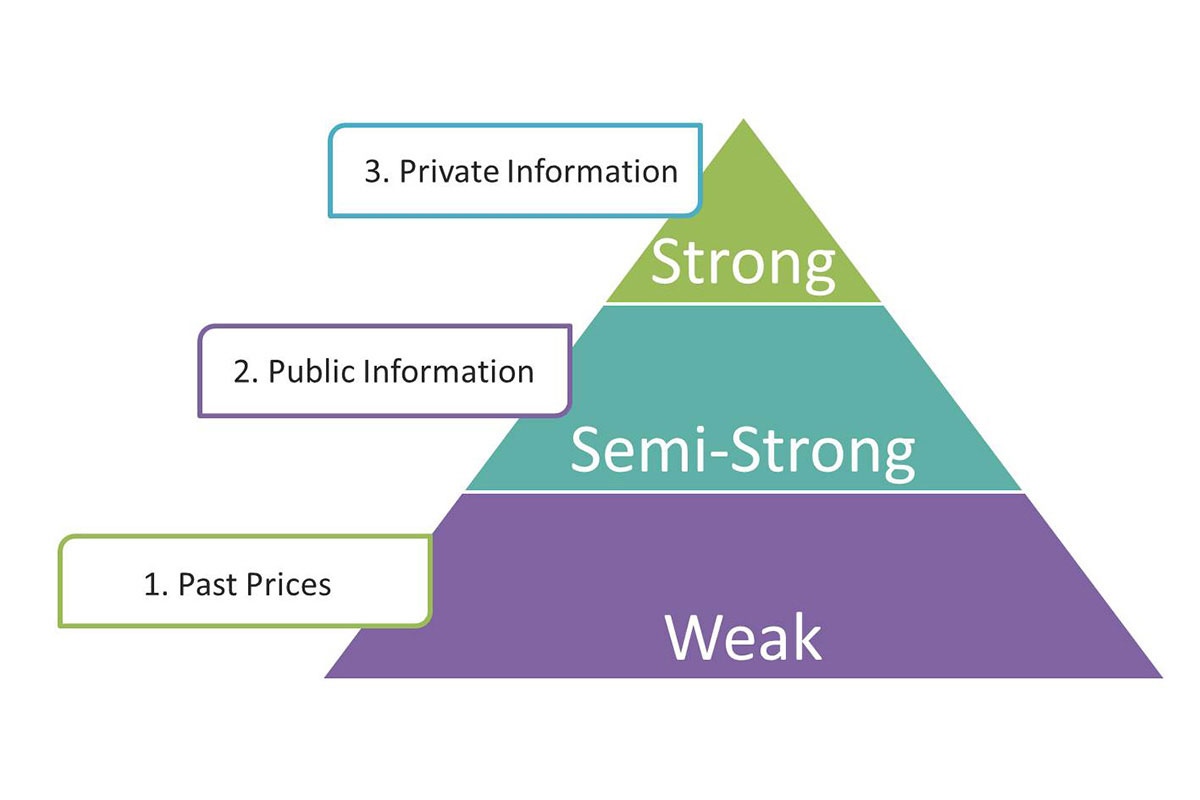 3. Private Information
Strong
2. Public Information
Semi-Strong
1. Past Prices
Weak